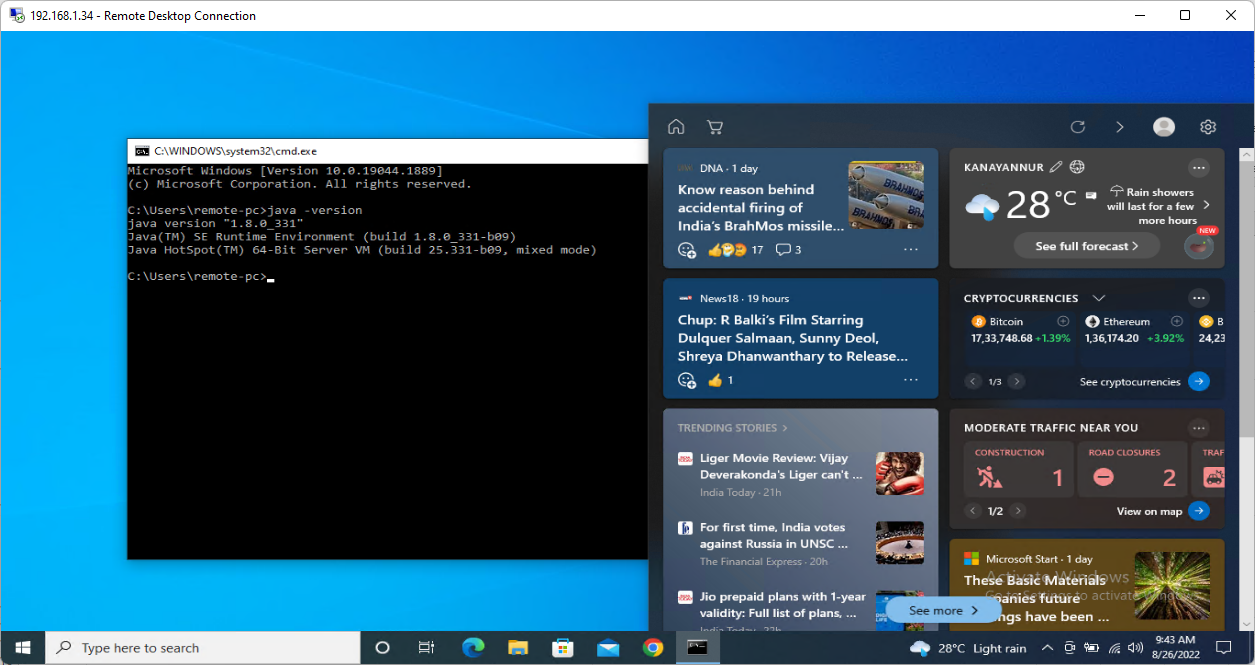 192.168.1.34 - Remote Desktop Connection
C:\WINDOWS\system32\cmd.exe
Microsoft Windows [Version 10.0.19044.1889]
(c) Microsoft Corporation. All rights reserved.
C:\Users\remote-pc>java -version
java version "1.8.0_331"
Java(TM) SE Runtime Environment (build 1.8.0_331-b09)
Java HotSpot(TM) 64-Bit Server VM (build 25.331-b09, mixed mode)
C:\Users\remote-pc>
DNA · 1 day
Know reason behind
accidental firing of
India's BrahMos missile...
17 3
BRAHMOS
BRAHMOS
News18 · 19 hours
Chup: R Balki's Film Starring
Dulquer Salmaan, Sunny Deol,
Shreya Dhanwanthary to Release...
1
TRENDING STORIES >
Liger Movie Review: Vijay
Deverakonda's Liger can't ...
India Today · 21h
For first time, India votes
against Russia in UNSC ...
The Financial Express · 20h
Jio prepaid plans with 1-year
validity: Full list of plans, ...
India Today · 22h
DIGITAL
LIFE
KANAYANNUR
28°C
Rain showers
will last for a few
more hours
See full forecast >
NEW
CRYPTOCURRENCIES
Bitcoin
17,33,748.68 +1.39%
Ethereum
1,36,174.20 +3.92%
B
24,23
1/3
See cryptocurrencies
MODERATE TRAFFIC NEAR YOU
CONSTRUCTION
1
ROAD CLOSURES
2
TRAF
1/2
View on map
Microsoft Start · 1 day
These Basic Materials
panies future
ngs have been ...
Activate Windows
Go to Settings to activate Windows.
See more >
Type here to search
28°C Light rain
9:43 AM
8/26/2022